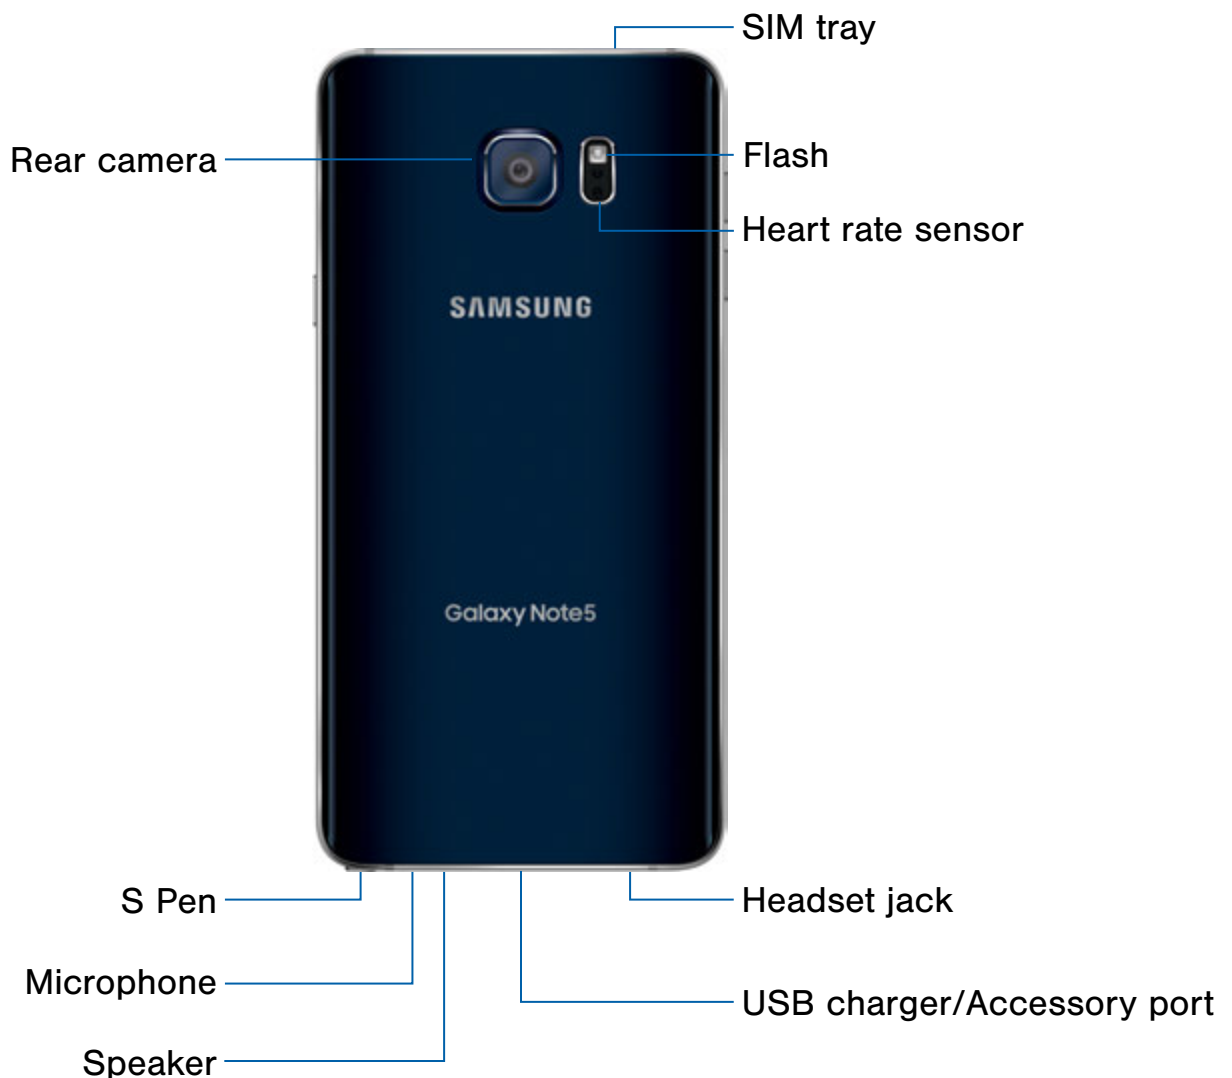 SIM tray
Rear camera
Flash
Heart rate sensor
SAMSUNG
Galaxy Note5
S Pen
Headset jack
Microphone
USB charger/Accessory port
Speaker